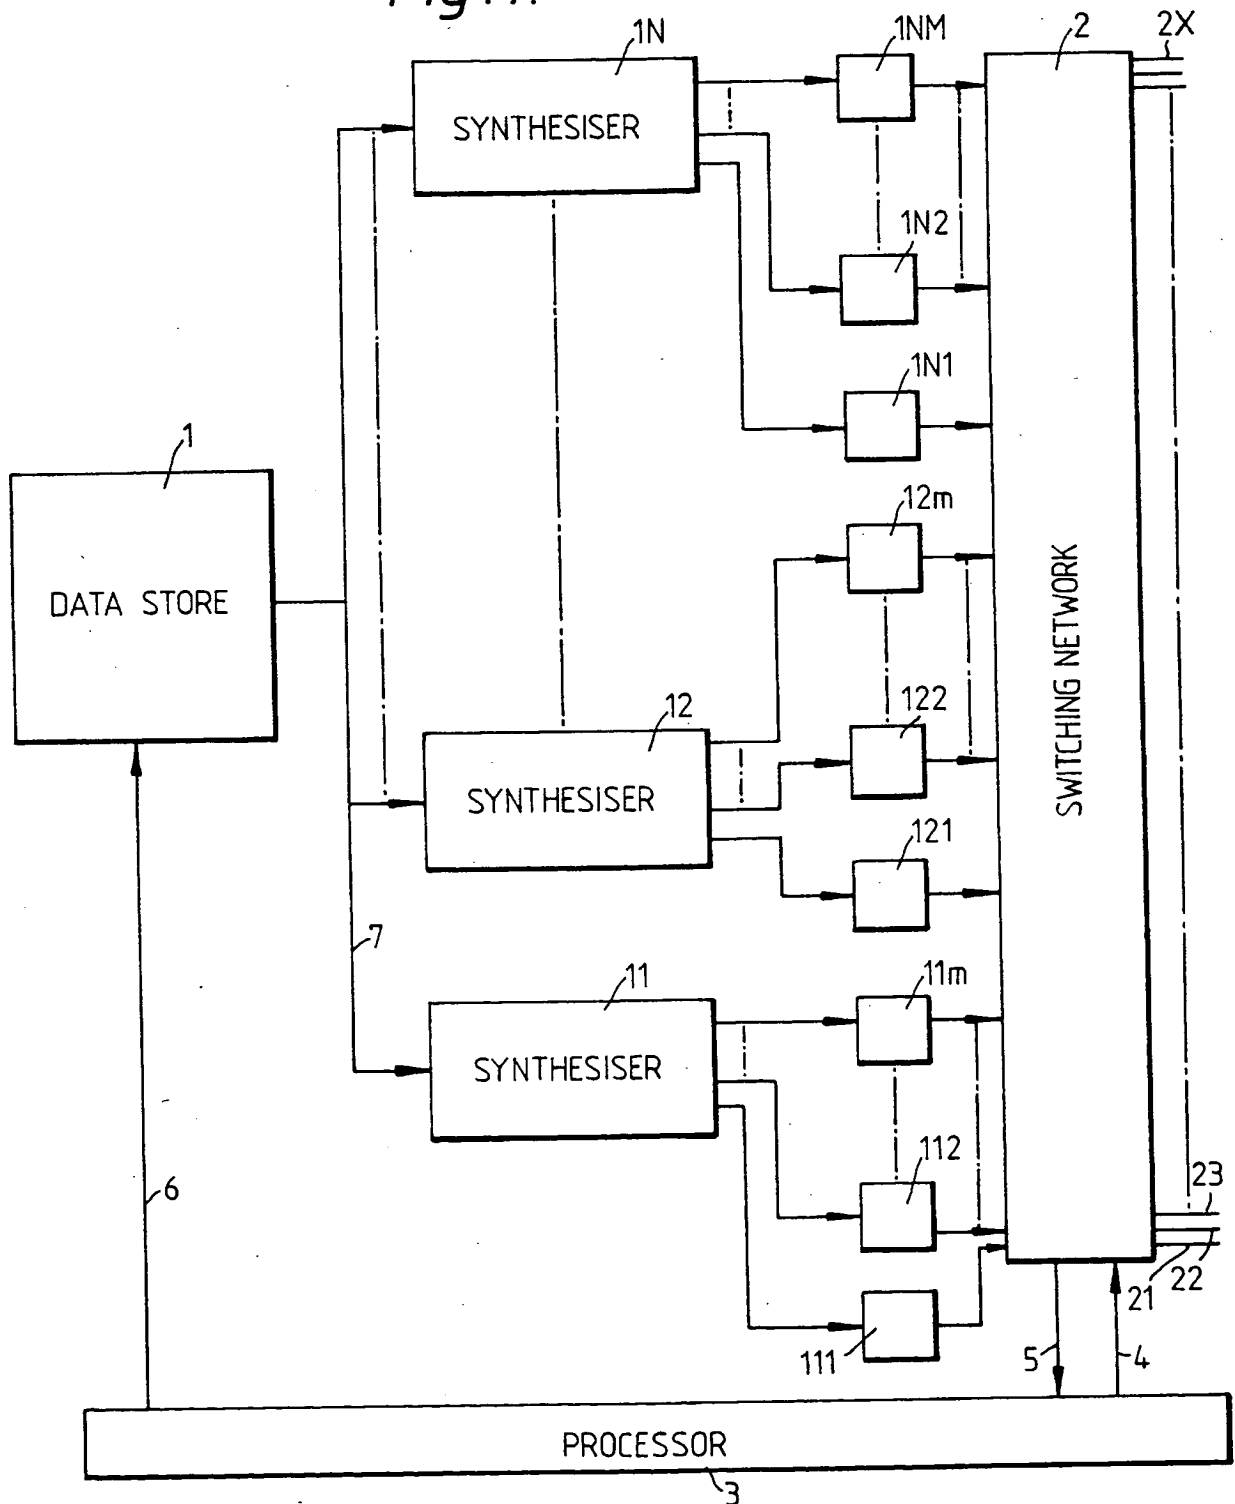 1N
1NM
2
2X
SYNTHESISER
1N2
1N1
1
12m
DATA STORE
SWITCHING NETWORK
12
122
SYNTHESISER
121
7
11
11m
SYNTHESISER
112
6
23
22
21
111
5
4
PROCESSOR
3